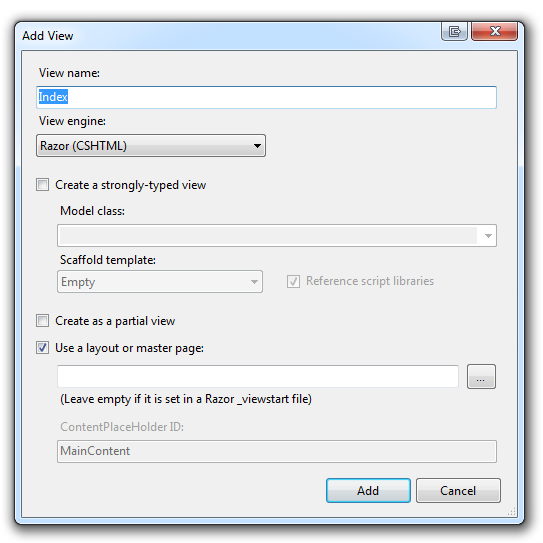 Add View
View name:
Index
View engine:
Razor (CSHTML)
Create a strongly-typed view
Model class:
Scaffold template:
Empty
Reference script libraries
Create as a partial view
Use a layout or master page:
...
(Leave empty if it is set in a Razor _viewstart file)
ContentPlaceHolder ID:
MainContent
Add Cancel